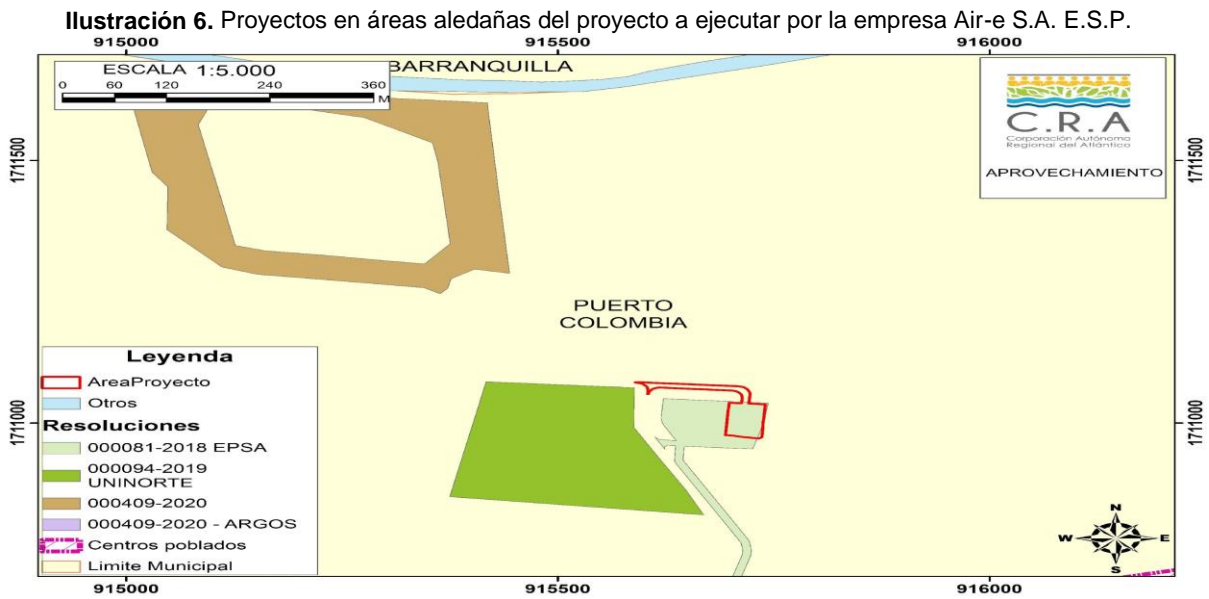 Ilustración 6. Proyectos en áreas aledañas del proyecto a ejecutar por la empresa Air-e S.A. E.S.P.
915000 915500 916000
ESCALA 1:5.000
0 60 120 240 360
M
BARRANQUILLA
C.R.A
Corporación Autónoma
Regional del Atlántico
APROVECHAMIENTO
1711500 1711500
PUERTO
COLOMBIA
Leyenda
AreaProyecto
Otros
Resoluciones
000081-2018 EPSA
000094-2019
UNINORTE
000409-2020
000409-2020 - ARGOS
Centros poblados
Limite Municipal
1711000 1711000
N
W E
S
915000 915500 916000